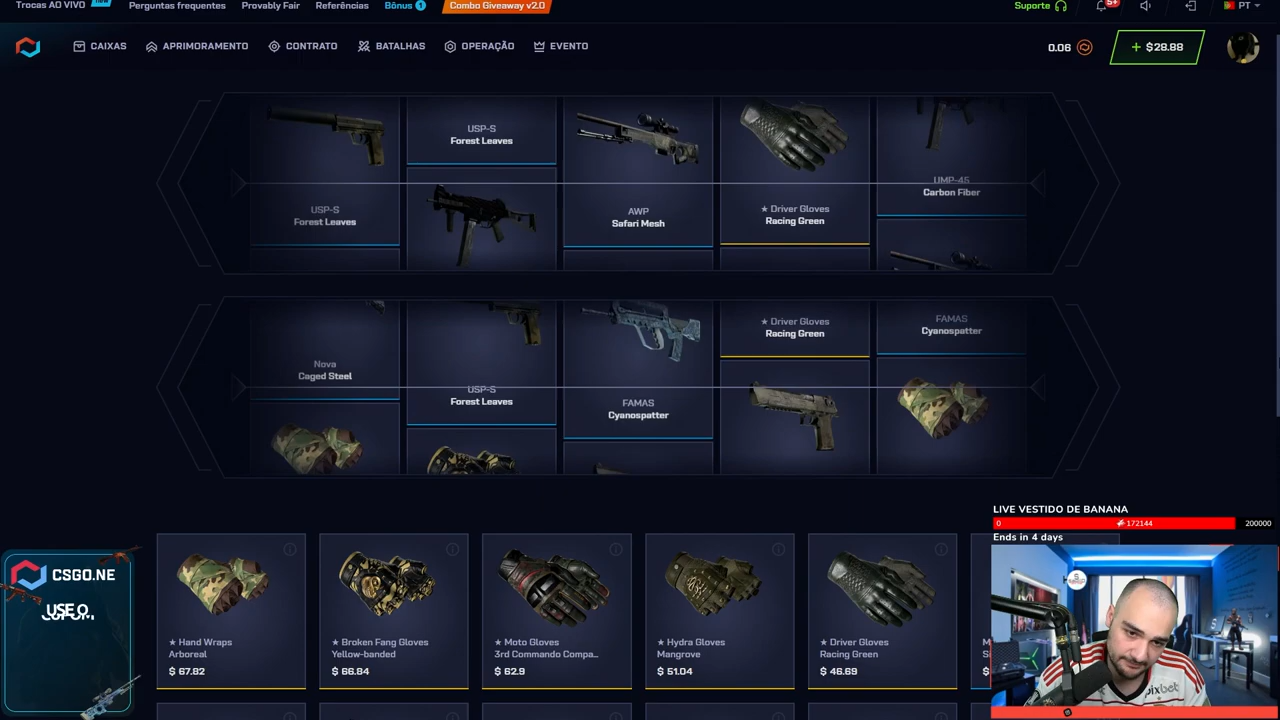 Trocas AO VIVO new Perguntas frequentes Provably Fair Referências Bônus 1 Combo Giveaway v2.0 Suporte 5+ PT
CAIXAS APRIMORAMENTO CONTRATO BATALHAS OPERAÇÃO EVENTO 0.06 + $28.88
USP-S
Forest Leaves
USP-S
Forest Leaves
AWP
Safari Mesh
★ Driver Gloves
Racing Green
UMP-45
Carbon Fiber
Nova
Caged Steel
USP-S
Forest Leaves
FAMAS
Cyanospatter
★ Driver Gloves
Racing Green
FAMAS
Cyanospatter
LIVE VESTIDO DE BANANA
0 172144 200000
Ends in 4 days
CSGO.NE
USE O
★ Hand Wraps
Arboreal
$ 67.82
★ Broken Fang Gloves
Yellow-banded
$ 66.84
★ Moto Gloves
3rd Commando Compa...
$ 62.9
★ Hydra Gloves
Mangrove
$ 51.04
★ Driver Gloves
Racing Green
$ 46.69
pixbet